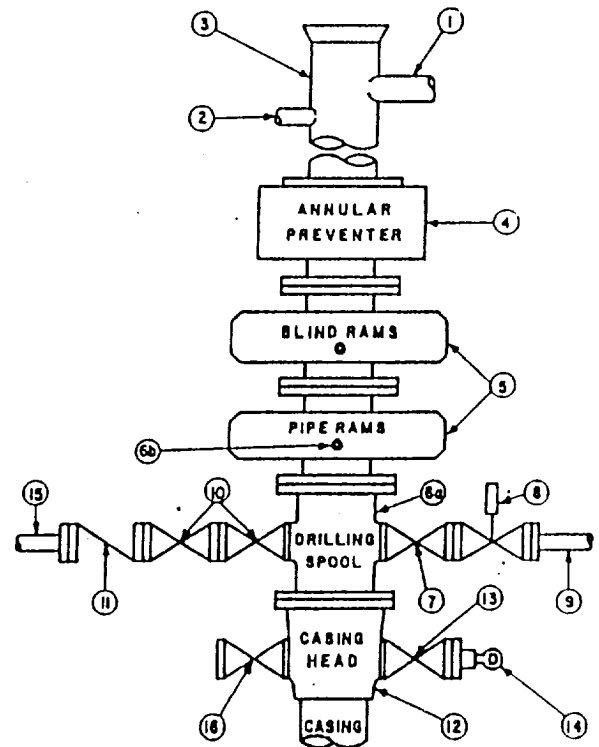 1
3
2
ANNULAR
PREVENTER
4
BLIND RAMS
5
PIPE RAMS
6b
15
10
6a
8
DRILLING
SPOOL
11
7
13
9
CASING
HEAD
D
16
12
14
CASING